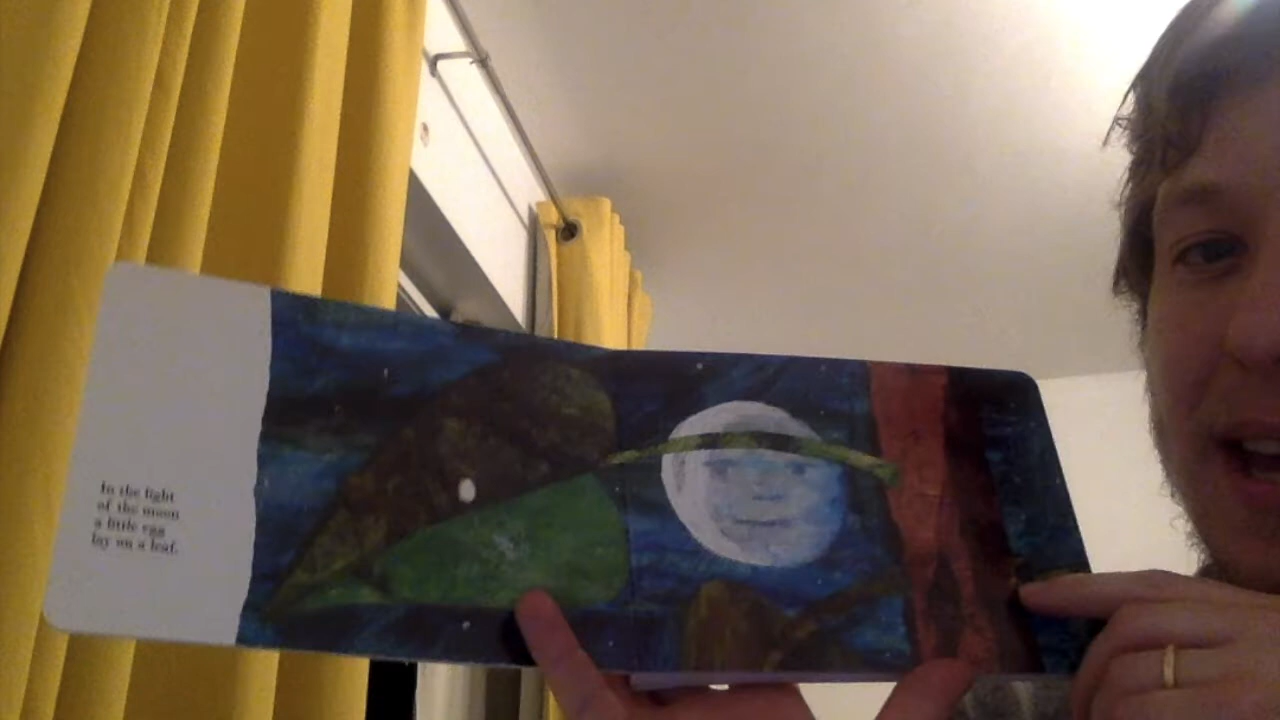 In the light
of the moon
a little egg
lay on a leaf.